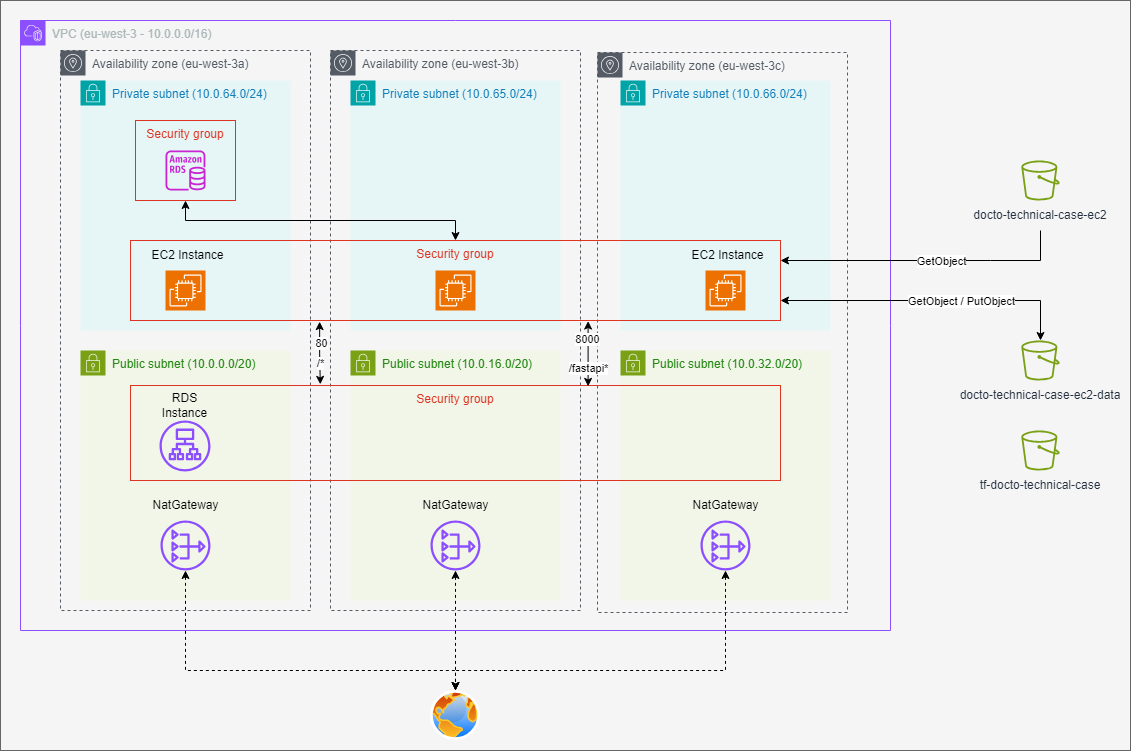 VPC (eu-west-3 - 10.0.0.0/16)
Availability zone (eu-west-3a)
Availability zone (eu-west-3b)
Availability zone (eu-west-3c)
Private subnet (10.0.64.0/24)
Private subnet (10.0.65.0/24)
Private subnet (10.0.66.0/24)
Security group
Amazon
RDS
docto-technical-case-ec2
EC2 Instance
Security group
EC2 Instance
GetObject
GetObject / PutObject
80
/*
8000
/fastapi*
Public subnet (10.0.0.0/20)
Public subnet (10.0.16.0/20)
Public subnet (10.0.32.0/20)
docto-technical-case-ec2-data
RDS
Instance
Security group
tf-docto-technical-case
NatGateway
NatGateway
NatGateway